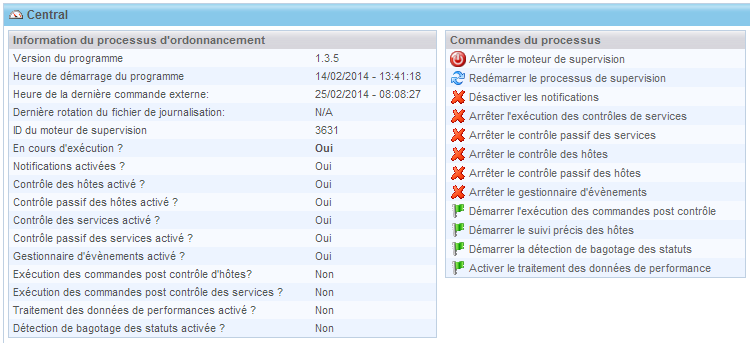 Central
Information du processus d'ordonnancement
Version du programme 1.3.5
Heure de démarrage du programme 14/02/2014 - 13:41:18
Heure de la dernière commande externe: 25/02/2014 - 08:08:27
Dernière rotation du fichier de journalisation: N/A
ID du moteur de supervision 3631
En cours d'exécution ? Oui
Notifications activées ? Oui
Contrôle des hôtes activé ? Oui
Contrôle passif des hôtes activé ? Oui
Contrôle des services activé ? Oui
Contrôle passif des services activé ? Oui
Gestionnaire d'évènements activé ? Oui
Exécution des commandes post contrôle d'hôtes? Non
Exécution des commandes post contrôle des services ? Non
Traitement des données de performances activé ? Non
Détection de bagotage des statuts activée ? Non
Commandes du processus
Arrêter le moteur de supervision
Redémarrer le processus de supervision
Désactiver les notifications
Arrêter l'exécution des contrôles de services
Arrêter le contrôle passif des services
Arrêter le contrôle des hôtes
Arrêter le contrôle passif des hôtes
Arrêter le gestionnaire d'évènements
Démarrer l'exécution des commandes post contrôle
Démarrer le suivi précis des hôtes
Démarrer la détection de bagotage des statuts
Activer le traitement des données de performance